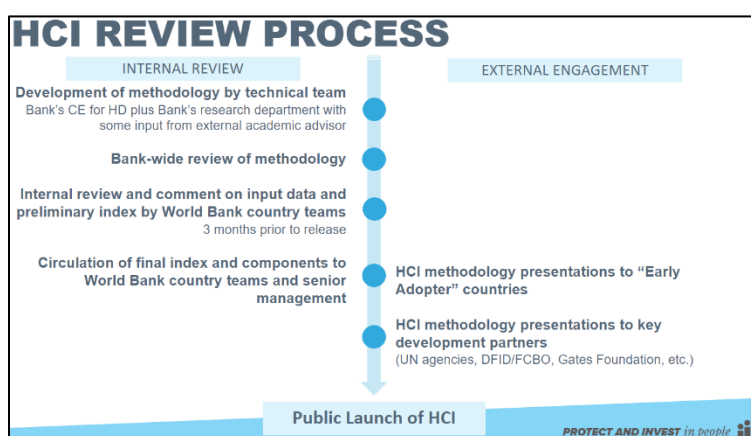 HCI REVIEW PROCESS
INTERNAL REVIEW
Development of methodology by technical team
Bank's CE for HD plus Bank's research department with
some input from external academic advisor
Bank-wide review of methodology
Internal review and comment on input data and
preliminary index by World Bank country teams
3 months prior to release
Circulation of final index and components to
World Bank country teams and senior
management
EXTERNAL ENGAGEMENT
HCI methodology presentations to "Early
Adopter" countries
HCI methodology presentations to key
development partners
(UN agencies, DFID/FCBO, Gates Foundation, etc.)
Public Launch of HCI
PROTECT AND INVEST in people